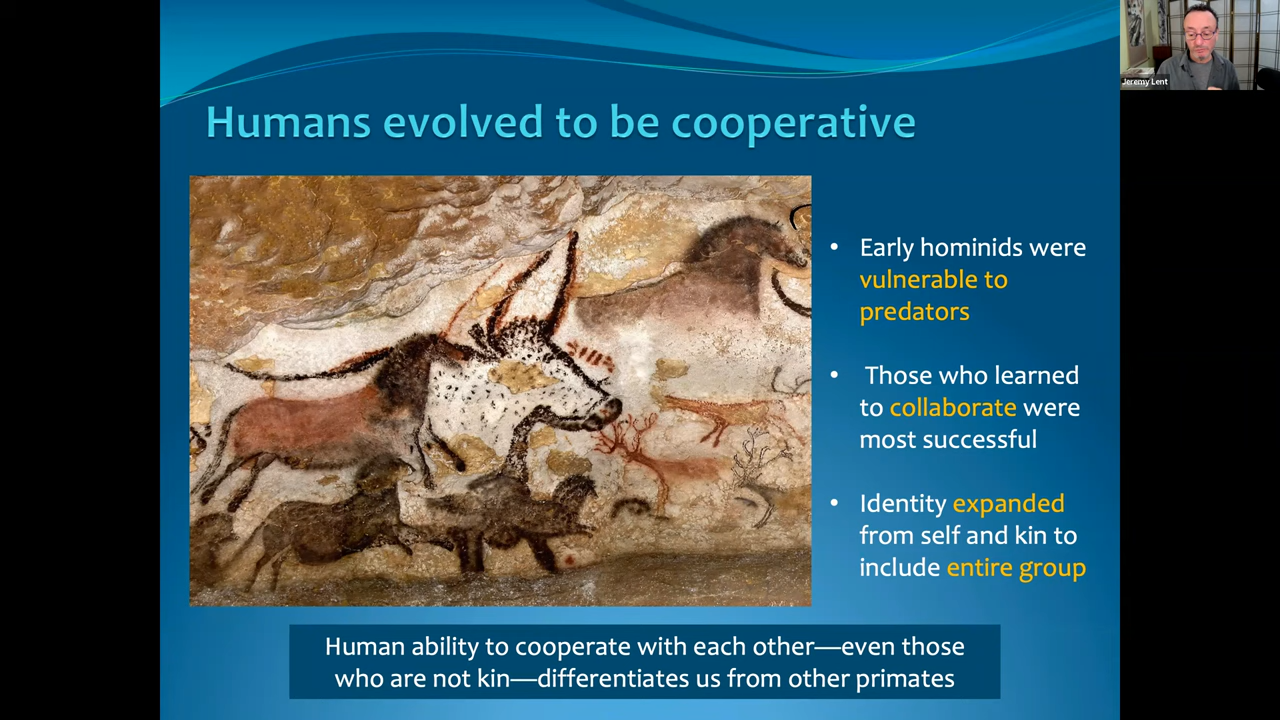 Jeremy Lent
Humans evolved to be cooperative
• Early hominids were
vulnerable to
predators
• Those who learned
to collaborate were
most successful
• Identity expanded
from self and kin to
include entire group
Human ability to cooperate with each other—even those
who are not kin—differentiates us from other primates